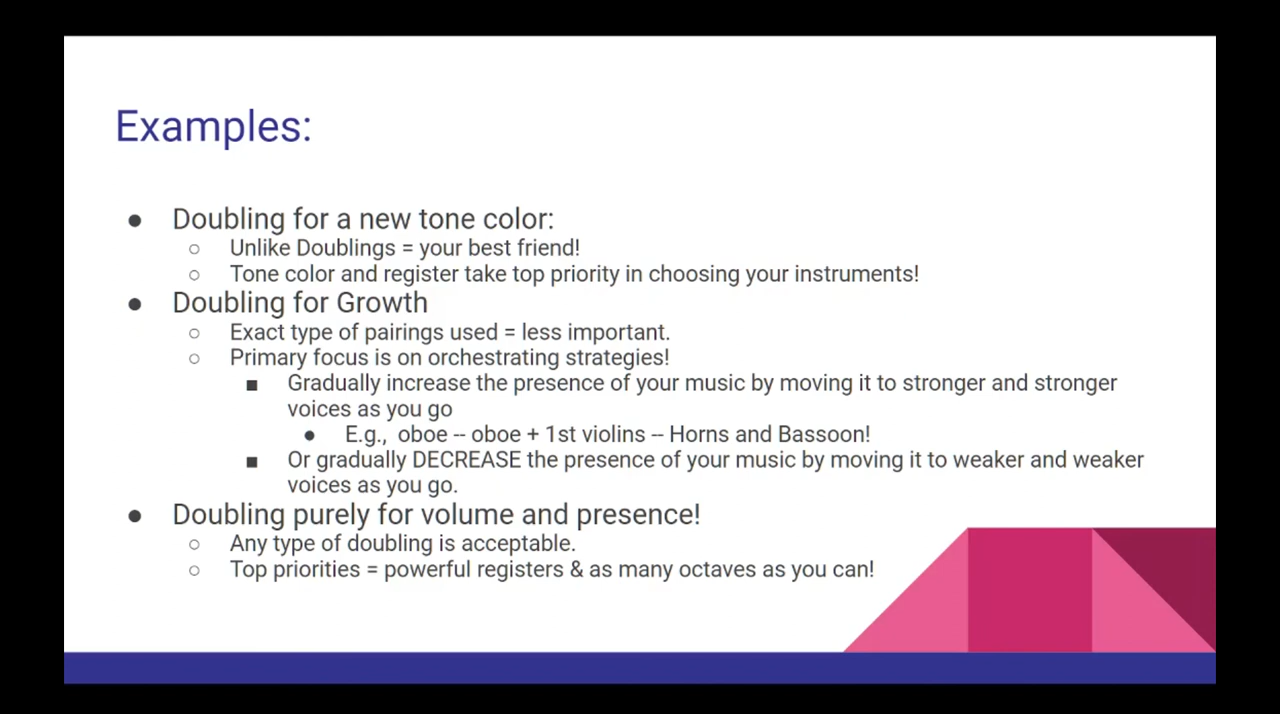 Examples:
● Doubling for a new tone color:
○ Unlike Doublings = your best friend!
○ Tone color and register take top priority in choosing your instruments!
● Doubling for Growth
○ Exact type of pairings used = less important.
○ Primary focus is on orchestrating strategies!
■ Gradually increase the presence of your music by moving it to stronger and stronger
voices as you go
● E.g.,  oboe -- oboe + 1st violins -- Horns and Bassoon!
■ Or gradually DECREASE the presence of your music by moving it to weaker and weaker
voices as you go.
● Doubling purely for volume and presence!
○ Any type of doubling is acceptable.
○ Top priorities = powerful registers & as many octaves as you can!